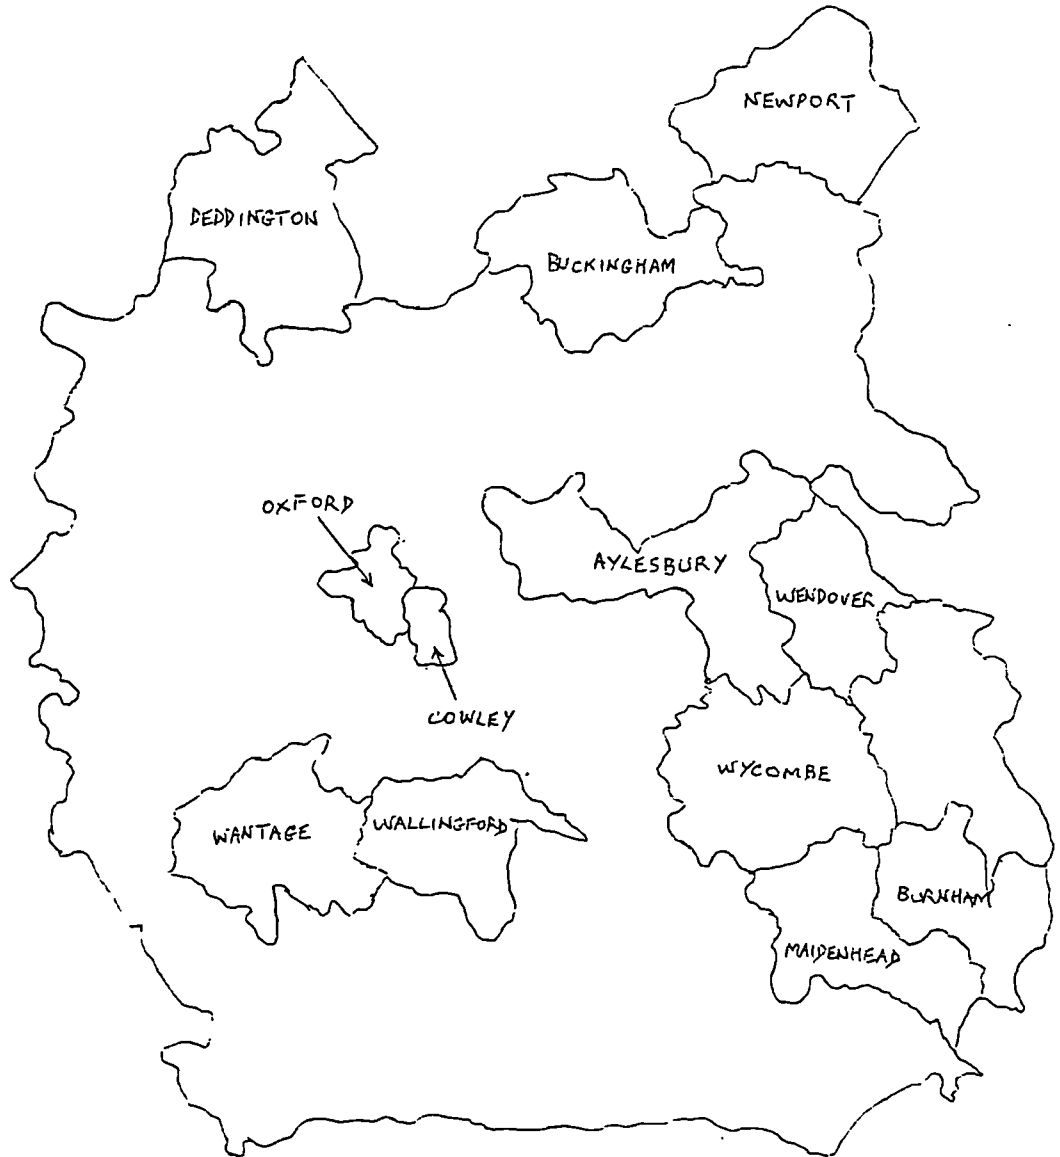 NEWPORT
DEDDINGTON
BUCKINGHAM
OXFORD
AYLESBURY
WENDOVER
COWLEY
WYCOMBE
WANTAGE
WALLINGFORD
BURNHAM
MAIDENHEAD